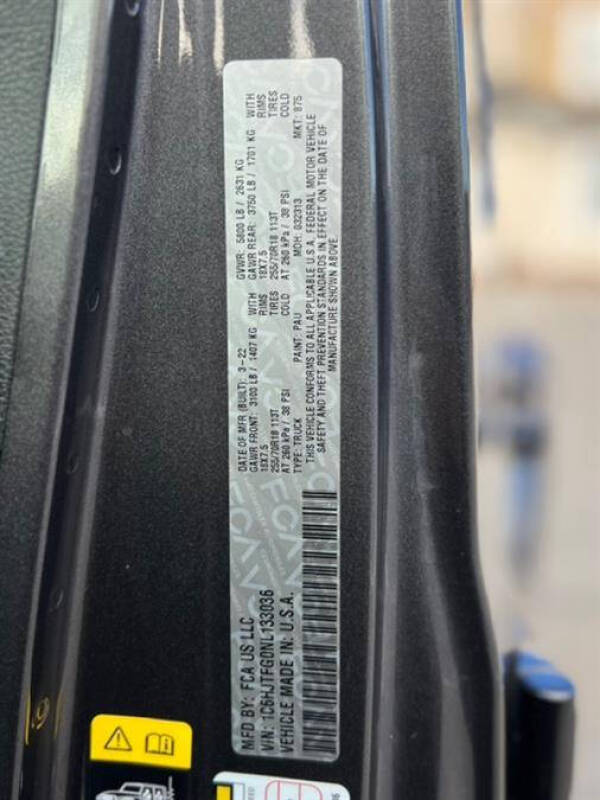 MFD BY: FCA US LLC
DATE OF MFR (BUILT): 3-22
GVWR: 5800 LB / 2631 KG
GAWR FRONT: 3100 LB / 1407 KG WITH
18X7.5 RIMS
255/70R18 113T TIRES
AT 260 kPa / 38 PSI COLD
GAWR REAR: 3750 LB / 1701 KG WITH
18X7.5 RIMS
255/70R18 113T TIRES
AT 260 kPa / 38 PSI COLD
VIN: 1C6HJTFG0NL133036
TYPE: TRUCK PAINT: PAU MDH: 032313 MKT: B75
VEHICLE MADE IN: U.S.A.
THIS VEHICLE CONFORMS TO ALL APPLICABLE U.S.A. FEDERAL MOTOR VEHICLE
SAFETY AND THEFT PREVENTION STANDARDS IN EFFECT ON THE DATE OF
MANUFACTURE SHOWN ABOVE.